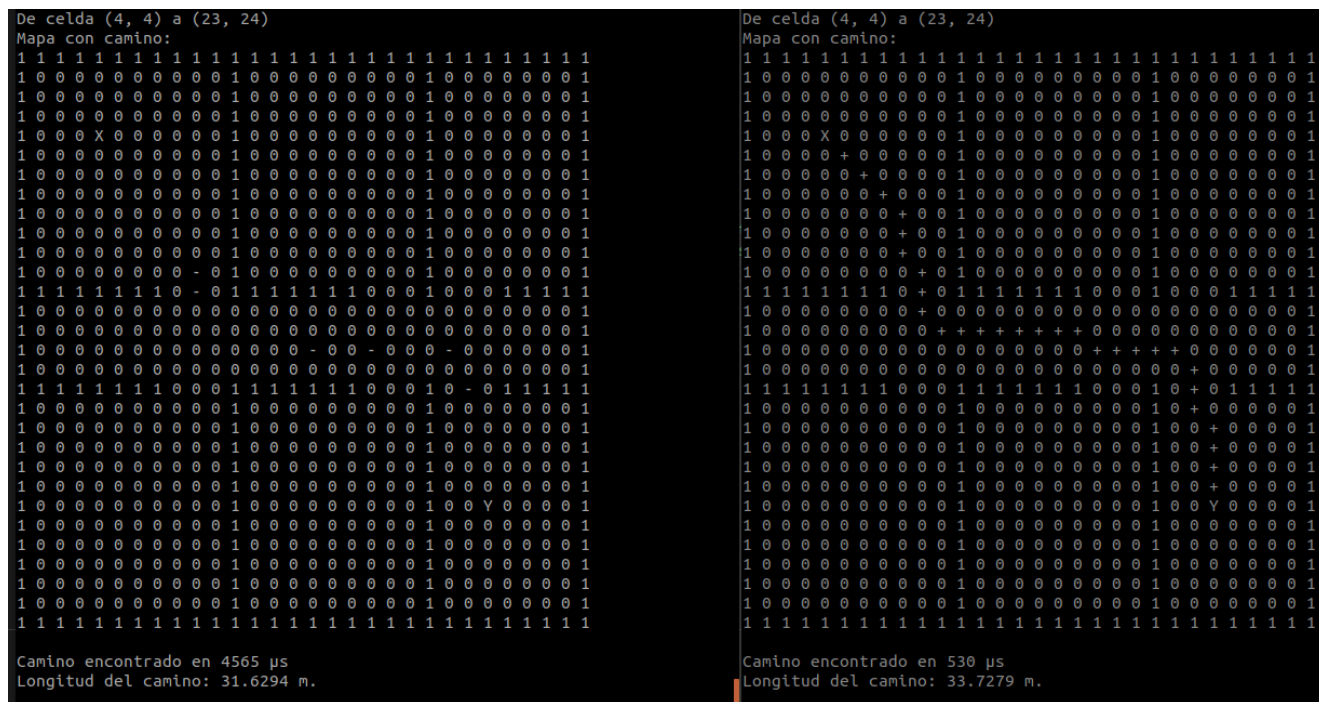 De celda (4, 4) a (23, 24)
Mapa con camino:
1 1 1 1 1 1 1 1 1 1 1 1 1 1 1 1 1 1 1 1 1 1 1 1 1 1 1 1 1 1
1 0 0 0 0 0 0 0 0 0 0 1 0 0 0 0 0 0 0 0 0 1 0 0 0 0 0 0 0 1
1 0 0 0 0 0 0 0 0 0 0 1 0 0 0 0 0 0 0 0 0 1 0 0 0 0 0 0 0 1
1 0 0 0 0 0 0 0 0 0 0 1 0 0 0 0 0 0 0 0 0 1 0 0 0 0 0 0 0 1
1 0 0 0 X 0 0 0 0 0 0 1 0 0 0 0 0 0 0 0 0 1 0 0 0 0 0 0 0 1
1 0 0 0 0 0 0 0 0 0 0 1 0 0 0 0 0 0 0 0 0 1 0 0 0 0 0 0 0 1
1 0 0 0 0 0 0 0 0 0 0 1 0 0 0 0 0 0 0 0 0 1 0 0 0 0 0 0 0 1
1 0 0 0 0 0 0 0 0 0 0 1 0 0 0 0 0 0 0 0 0 1 0 0 0 0 0 0 0 1
1 0 0 0 0 0 0 0 0 0 0 1 0 0 0 0 0 0 0 0 0 1 0 0 0 0 0 0 0 1
1 0 0 0 0 0 0 0 0 0 0 1 0 0 0 0 0 0 0 0 0 1 0 0 0 0 0 0 0 1
1 0 0 0 0 0 0 0 0 0 0 1 0 0 0 0 0 0 0 0 0 1 0 0 0 0 0 0 0 1
1 0 0 0 0 0 0 0 0 - 0 1 0 0 0 0 0 0 0 0 0 1 0 0 0 0 0 0 0 1
1 1 1 1 1 1 1 1 0 - 0 1 1 1 1 1 1 1 0 0 0 1 0 0 0 1 1 1 1 1
1 0 0 0 0 0 0 0 0 0 0 0 0 0 0 0 0 0 0 0 0 0 0 0 0 0 0 0 0 1
1 0 0 0 0 0 0 0 0 0 0 0 0 0 0 0 0 0 0 0 0 0 0 0 0 0 0 0 0 1
1 0 0 0 0 0 0 0 0 0 0 0 0 0 0 - 0 0 - 0 0 0 - 0 0 0 0 0 0 1
1 0 0 0 0 0 0 0 0 0 0 0 0 0 0 0 0 0 0 0 0 0 0 0 0 0 0 0 0 1
1 1 1 1 1 1 1 1 0 0 0 1 1 1 1 1 1 1 0 0 0 1 0 - 0 1 1 1 1 1
1 0 0 0 0 0 0 0 0 0 0 1 0 0 0 0 0 0 0 0 0 1 0 0 0 0 0 0 0 1
1 0 0 0 0 0 0 0 0 0 0 1 0 0 0 0 0 0 0 0 0 1 0 0 0 0 0 0 0 1
1 0 0 0 0 0 0 0 0 0 0 1 0 0 0 0 0 0 0 0 0 1 0 0 0 0 0 0 0 1
1 0 0 0 0 0 0 0 0 0 0 1 0 0 0 0 0 0 0 0 0 1 0 0 0 0 0 0 0 1
1 0 0 0 0 0 0 0 0 0 0 1 0 0 0 0 0 0 0 0 0 1 0 0 0 0 0 0 0 1
1 0 0 0 0 0 0 0 0 0 0 1 0 0 0 0 0 0 0 0 0 1 0 0 Y 0 0 0 0 1
1 0 0 0 0 0 0 0 0 0 0 1 0 0 0 0 0 0 0 0 0 1 0 0 0 0 0 0 0 1
1 0 0 0 0 0 0 0 0 0 0 1 0 0 0 0 0 0 0 0 0 1 0 0 0 0 0 0 0 1
1 0 0 0 0 0 0 0 0 0 0 1 0 0 0 0 0 0 0 0 0 1 0 0 0 0 0 0 0 1
1 0 0 0 0 0 0 0 0 0 0 1 0 0 0 0 0 0 0 0 0 1 0 0 0 0 0 0 0 1
1 0 0 0 0 0 0 0 0 0 0 1 0 0 0 0 0 0 0 0 0 1 0 0 0 0 0 0 0 1
1 1 1 1 1 1 1 1 1 1 1 1 1 1 1 1 1 1 1 1 1 1 1 1 1 1 1 1 1 1
Camino encontrado en 4565 µs
Longitud del camino: 31.6294 m.
De celda (4, 4) a (23, 24)
Mapa con camino:
1 1 1 1 1 1 1 1 1 1 1 1 1 1 1 1 1 1 1 1 1 1 1 1 1 1 1 1 1 1
1 0 0 0 0 0 0 0 0 0 0 1 0 0 0 0 0 0 0 0 0 1 0 0 0 0 0 0 0 1
1 0 0 0 0 0 0 0 0 0 0 1 0 0 0 0 0 0 0 0 0 1 0 0 0 0 0 0 0 1
1 0 0 0 0 0 0 0 0 0 0 1 0 0 0 0 0 0 0 0 0 1 0 0 0 0 0 0 0 1
1 0 0 0 X 0 0 0 0 0 0 1 0 0 0 0 0 0 0 0 0 1 0 0 0 0 0 0 0 1
1 0 0 0 0 + 0 0 0 0 0 1 0 0 0 0 0 0 0 0 0 1 0 0 0 0 0 0 0 1
1 0 0 0 0 0 + 0 0 0 0 1 0 0 0 0 0 0 0 0 0 1 0 0 0 0 0 0 0 1
1 0 0 0 0 0 0 + 0 0 0 1 0 0 0 0 0 0 0 0 0 1 0 0 0 0 0 0 0 1
1 0 0 0 0 0 0 0 + 0 0 1 0 0 0 0 0 0 0 0 0 1 0 0 0 0 0 0 0 1
1 0 0 0 0 0 0 0 + 0 0 1 0 0 0 0 0 0 0 0 0 1 0 0 0 0 0 0 0 1
1 0 0 0 0 0 0 0 + 0 0 1 0 0 0 0 0 0 0 0 0 1 0 0 0 0 0 0 0 1
1 0 0 0 0 0 0 0 0 + 0 1 0 0 0 0 0 0 0 0 0 1 0 0 0 0 0 0 0 1
1 1 1 1 1 1 1 1 0 + 0 1 1 1 1 1 1 1 0 0 0 1 0 0 0 1 1 1 1 1
1 0 0 0 0 0 0 0 0 + 0 0 0 0 0 0 0 0 0 0 0 0 0 0 0 0 0 0 0 1
1 0 0 0 0 0 0 0 0 0 + + + + + + + + 0 0 0 0 0 0 0 0 0 0 0 1
1 0 0 0 0 0 0 0 0 0 0 0 0 0 0 0 0 0 + + + + + 0 0 0 0 0 0 1
1 0 0 0 0 0 0 0 0 0 0 0 0 0 0 0 0 0 0 0 0 0 0 + 0 0 0 0 0 1
1 1 1 1 1 1 1 1 0 0 0 1 1 1 1 1 1 1 0 0 0 1 0 + 0 1 1 1 1 1
1 0 0 0 0 0 0 0 0 0 0 1 0 0 0 0 0 0 0 0 0 1 0 + 0 0 0 0 0 1
1 0 0 0 0 0 0 0 0 0 0 1 0 0 0 0 0 0 0 0 0 1 0 0 + 0 0 0 0 1
1 0 0 0 0 0 0 0 0 0 0 1 0 0 0 0 0 0 0 0 0 1 0 0 + 0 0 0 0 1
1 0 0 0 0 0 0 0 0 0 0 1 0 0 0 0 0 0 0 0 0 1 0 0 + 0 0 0 0 1
1 0 0 0 0 0 0 0 0 0 0 1 0 0 0 0 0 0 0 0 0 1 0 0 + 0 0 0 0 1
1 0 0 0 0 0 0 0 0 0 0 1 0 0 0 0 0 0 0 0 0 1 0 0 Y 0 0 0 0 1
1 0 0 0 0 0 0 0 0 0 0 1 0 0 0 0 0 0 0 0 0 1 0 0 0 0 0 0 0 1
1 0 0 0 0 0 0 0 0 0 0 1 0 0 0 0 0 0 0 0 0 1 0 0 0 0 0 0 0 1
1 0 0 0 0 0 0 0 0 0 0 1 0 0 0 0 0 0 0 0 0 1 0 0 0 0 0 0 0 1
1 0 0 0 0 0 0 0 0 0 0 1 0 0 0 0 0 0 0 0 0 1 0 0 0 0 0 0 0 1
1 0 0 0 0 0 0 0 0 0 0 1 0 0 0 0 0 0 0 0 0 1 0 0 0 0 0 0 0 1
1 1 1 1 1 1 1 1 1 1 1 1 1 1 1 1 1 1 1 1 1 1 1 1 1 1 1 1 1 1
Camino encontrado en 530 µs
Longitud del camino: 33.7279 m.